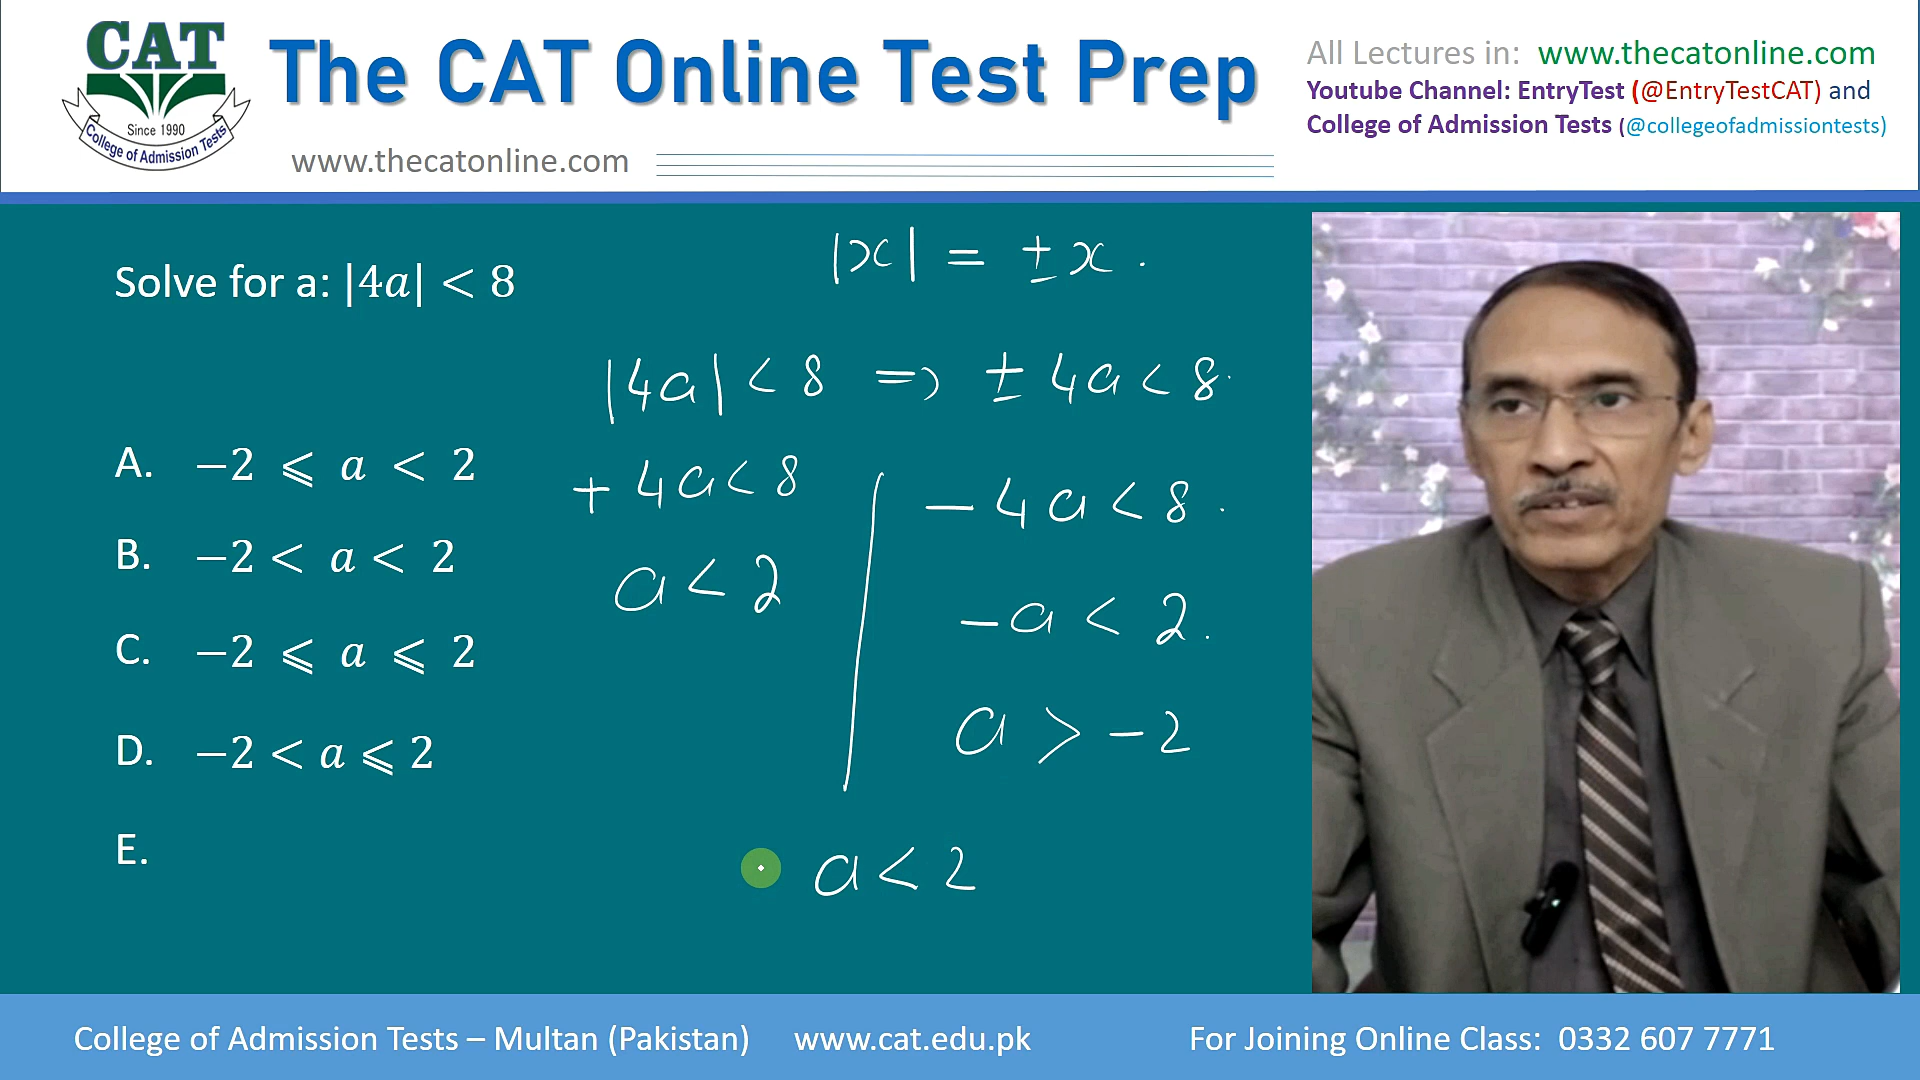 CAT
Since 1990
College of Admission Tests
The CAT Online Test Prep
www.thecatonline.com
All Lectures in: www.thecatonline.com
Youtube Channel: EntryTest (@EntryTestCAT) and
College of Admission Tests (@collegeofadmissiontests)
Solve for a: |4a| < 8
|x| = ±x.
|4a| < 8 => ±4a < 8.
+4a < 8
-4a < 8.
a < 2
-a < 2.
a > -2
a < 2
A. −2 ⩽ a < 2
B. −2 < a < 2
C. −2 ⩽ a ⩽ 2
D. −2 < a ⩽ 2
E.
College of Admission Tests – Multan (Pakistan) www.cat.edu.pk For Joining Online Class: 0332 607 7771